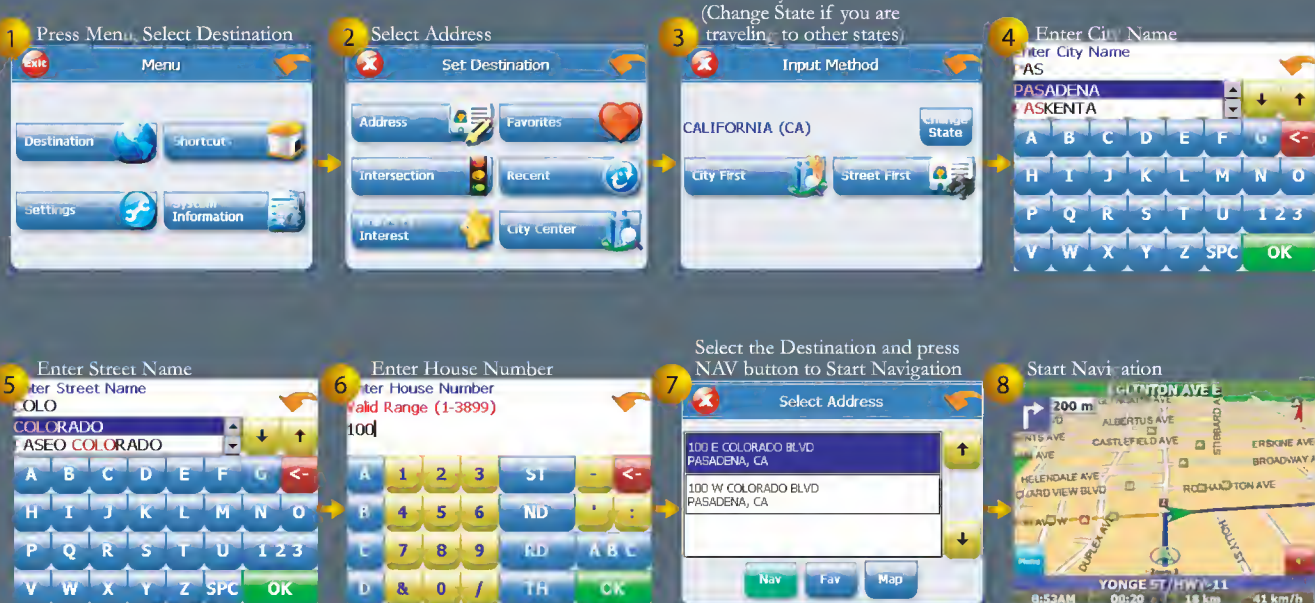 1 Press Menu, Select Destination
Exit Menu
Destination
Shortcut
Settings
System Information
2 Select Address
Set Destination
Address
Favorites
Intersection
Recent
Interest
City Center
3 (Change State if you are
traveling to other states)
Input Method
CALIFORNIA (CA)
Change State
City First
Street First
4 Enter City Name
Enter City Name
PAS
PASADENA
PASKENTA
A B C D E F G <-
H I J K L M N O
P Q R S T U 1 2 3
V W X Y Z SPC OK
5 Enter Street Name
Enter Street Name
COLO
COLORADO
PASEO COLORADO
A B C D E F G <-
H I J K L M N O
P Q R S T U 1 2 3
V W X Y Z SPC OK
6 Enter House Number
Enter House Number
Valid Range (1-3899)
100
A 1 2 3 ST - <-
B 4 5 6 ND ' :
C 7 8 9 RD A B C
D & 0 / TH OK
7 Select the Destination and press
NAV button to Start Navigation
Select Address
100 E COLORADO BLVD
PASADENA, CA
100 W COLORADO BLVD
PASADENA, CA
Nav Fav Map
8 Start Navigation
200 m
ALBERTUS AVE
CASTLEFIELD AVE
ERSKINE AVE
BROADWAY A
HELENDALE AVE
DUPLEX AVE
HOLLY ST
YONGE ST/HWY-11
8:53AM 00:20 18 km 41 km/h